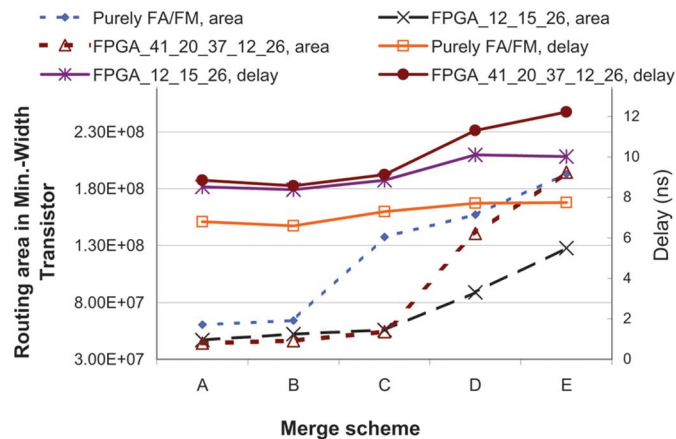 Purely FA/FM, area
FPGA_12_15_26, area
FPGA_41_20_37_12_26, area
Purely FA/FM, delay
FPGA_12_15_26, delay
FPGA_41_20_37_12_26, delay
Routing area in Min.-Width
Transistor
2.30E+08
1.80E+08
1.30E+08
8.00E+07
3.00E+07
12
10
8
6
4
2
0
Delay (ns)
A B C D E
Merge scheme